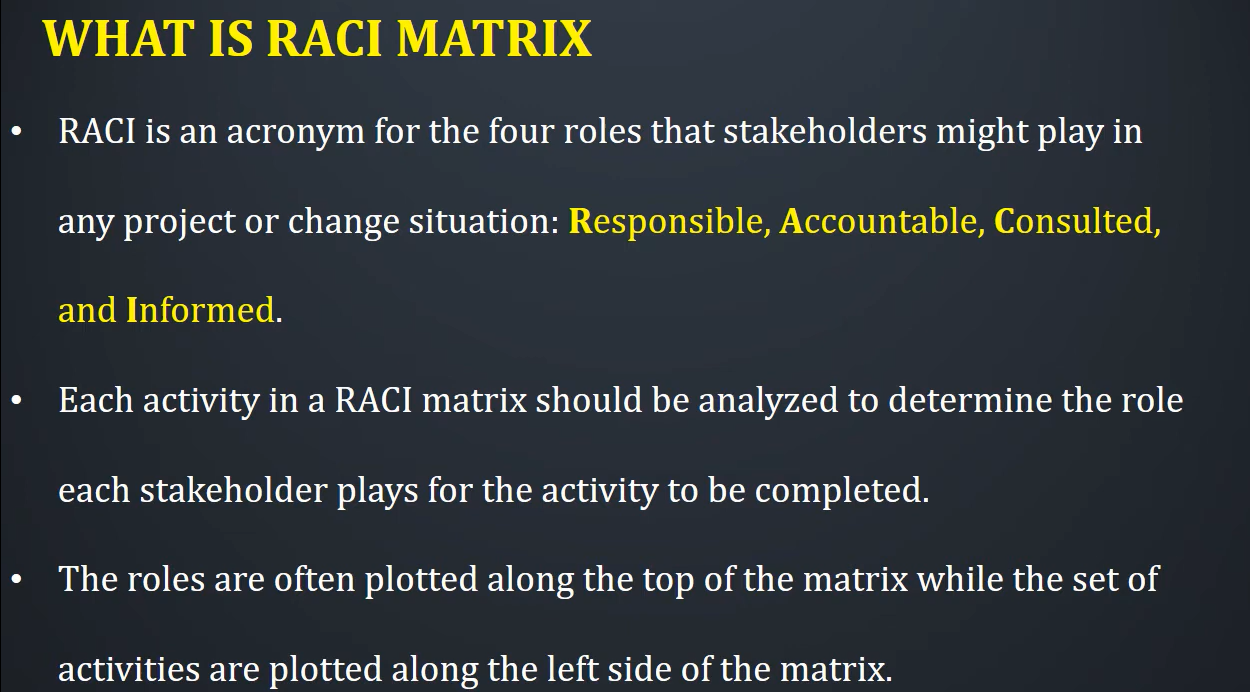 WHAT IS RACI MATRIX
• RACI is an acronym for the four roles that stakeholders might play in
any project or change situation: Responsible, Accountable, Consulted,
and Informed.
• Each activity in a RACI matrix should be analyzed to determine the role
each stakeholder plays for the activity to be completed.
• The roles are often plotted along the top of the matrix while the set of
activities are plotted along the left side of the matrix.